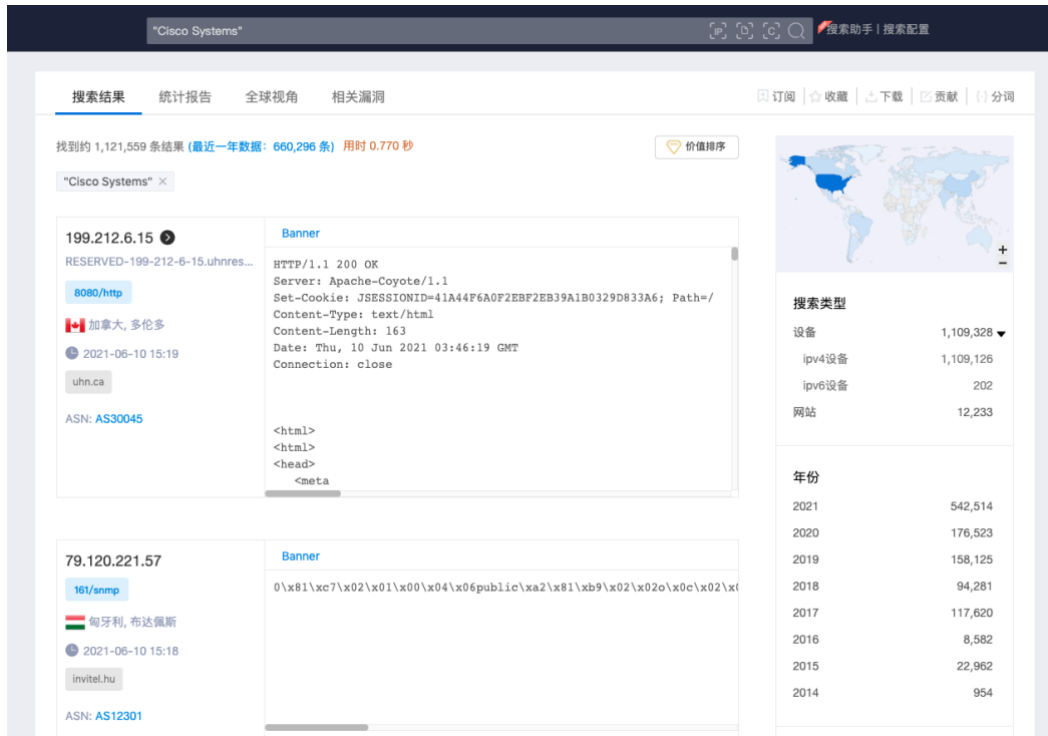 "Cisco Systems"
搜索助手 | 搜索配置
搜索结果 统计报告 全球视角 相关漏洞
订阅 收藏 下载 贡献 分词
找到约 1,121,559 条结果 (最近一年数据：660,296 条) 用时 0.770 秒
价值排序
"Cisco Systems" ×
199.212.6.15
RESERVED-199-212-6-15.uhnres...
8080/http
加拿大, 多伦多
2021-06-10 15:19
uhn.ca
ASN: AS30045
Banner
HTTP/1.1 200 OK
Server: Apache-Coyote/1.1
Set-Cookie: JSESSIONID=41A44F6A0F2EBF2EB39A1B0329D833A6; Path=/
Content-Type: text/html
Content-Length: 163
Date: Thu, 10 Jun 2021 03:46:19 GMT
Connection: close
<html>
<html>
<head>
<meta
79.120.221.57
161/snmp
匈牙利, 布达佩斯
2021-06-10 15:18
invitel.hu
ASN: AS12301
Banner
0\x81\xc7\x02\x01\x00\x04\x06public\xa2\x81\xb9\x02\x02o\x0c\x02\x0
+
−
搜索类型
设备 1,109,328
ipv4设备 1,109,126
ipv6设备 202
网站 12,233
年份
2021 542,514
2020 176,523
2019 158,125
2018 94,281
2017 117,620
2016 8,582
2015 22,962
2014 954